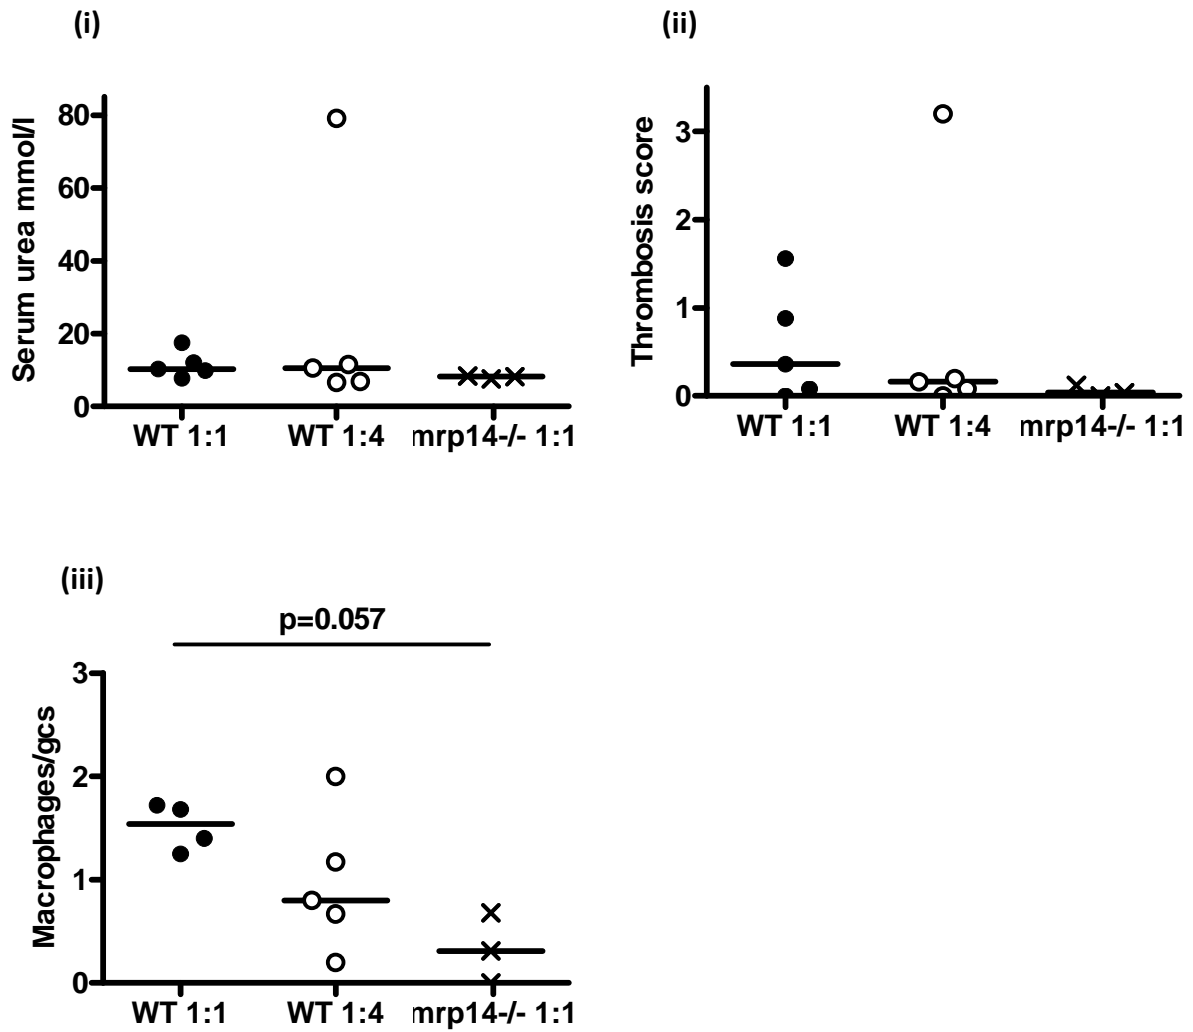 (i)
Serum urea mmol/l
80
60
40
20
0
WT 1:1
WT 1:4
mrp14-/- 1:1
(ii)
Thrombosis score
3
2
1
0
WT 1:1
WT 1:4
mrp14-/- 1:1
(iii)
p=0.057
Macrophages/gcs
3
2
1
0
WT 1:1
WT 1:4
mrp14-/- 1:1